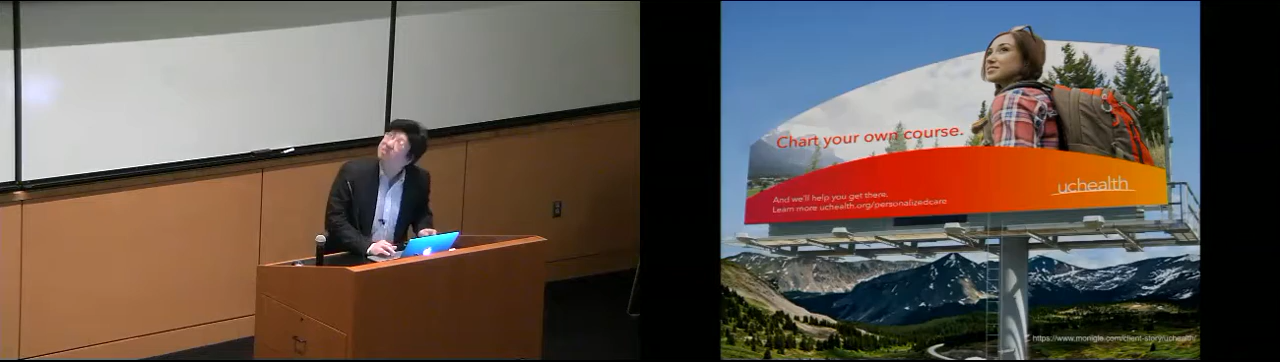 Chart your own course.
And we'll help you get there.
Learn more uchealth.org/personalizedcare
uchealth
https://www.monigle.com/client-story/uchealth/